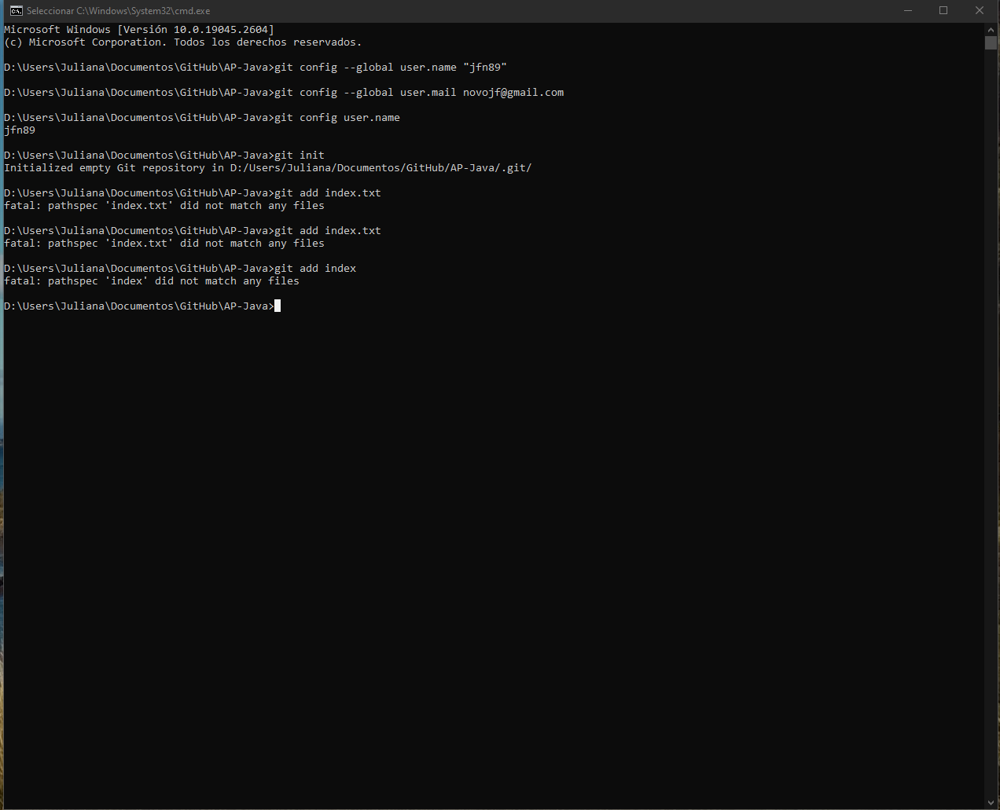 Seleccionar C:\Windows\System32\cmd.exe
Microsoft Windows [Versión 10.0.19045.2604]
(c) Microsoft Corporation. Todos los derechos reservados.
D:\Users\Juliana\Documentos\GitHub\AP-Java>git config --global user.name "jfn89"
D:\Users\Juliana\Documentos\GitHub\AP-Java>git config --global user.mail novojf@gmail.com
D:\Users\Juliana\Documentos\GitHub\AP-Java>git config user.name
jfn89
D:\Users\Juliana\Documentos\GitHub\AP-Java>git init
Initialized empty Git repository in D:/Users/Juliana/Documentos/GitHub/AP-Java/.git/
D:\Users\Juliana\Documentos\GitHub\AP-Java>git add index.txt
fatal: pathspec 'index.txt' did not match any files
D:\Users\Juliana\Documentos\GitHub\AP-Java>git add index.txt
fatal: pathspec 'index.txt' did not match any files
D:\Users\Juliana\Documentos\GitHub\AP-Java>git add index
fatal: pathspec 'index' did not match any files
D:\Users\Juliana\Documentos\GitHub\AP-Java>